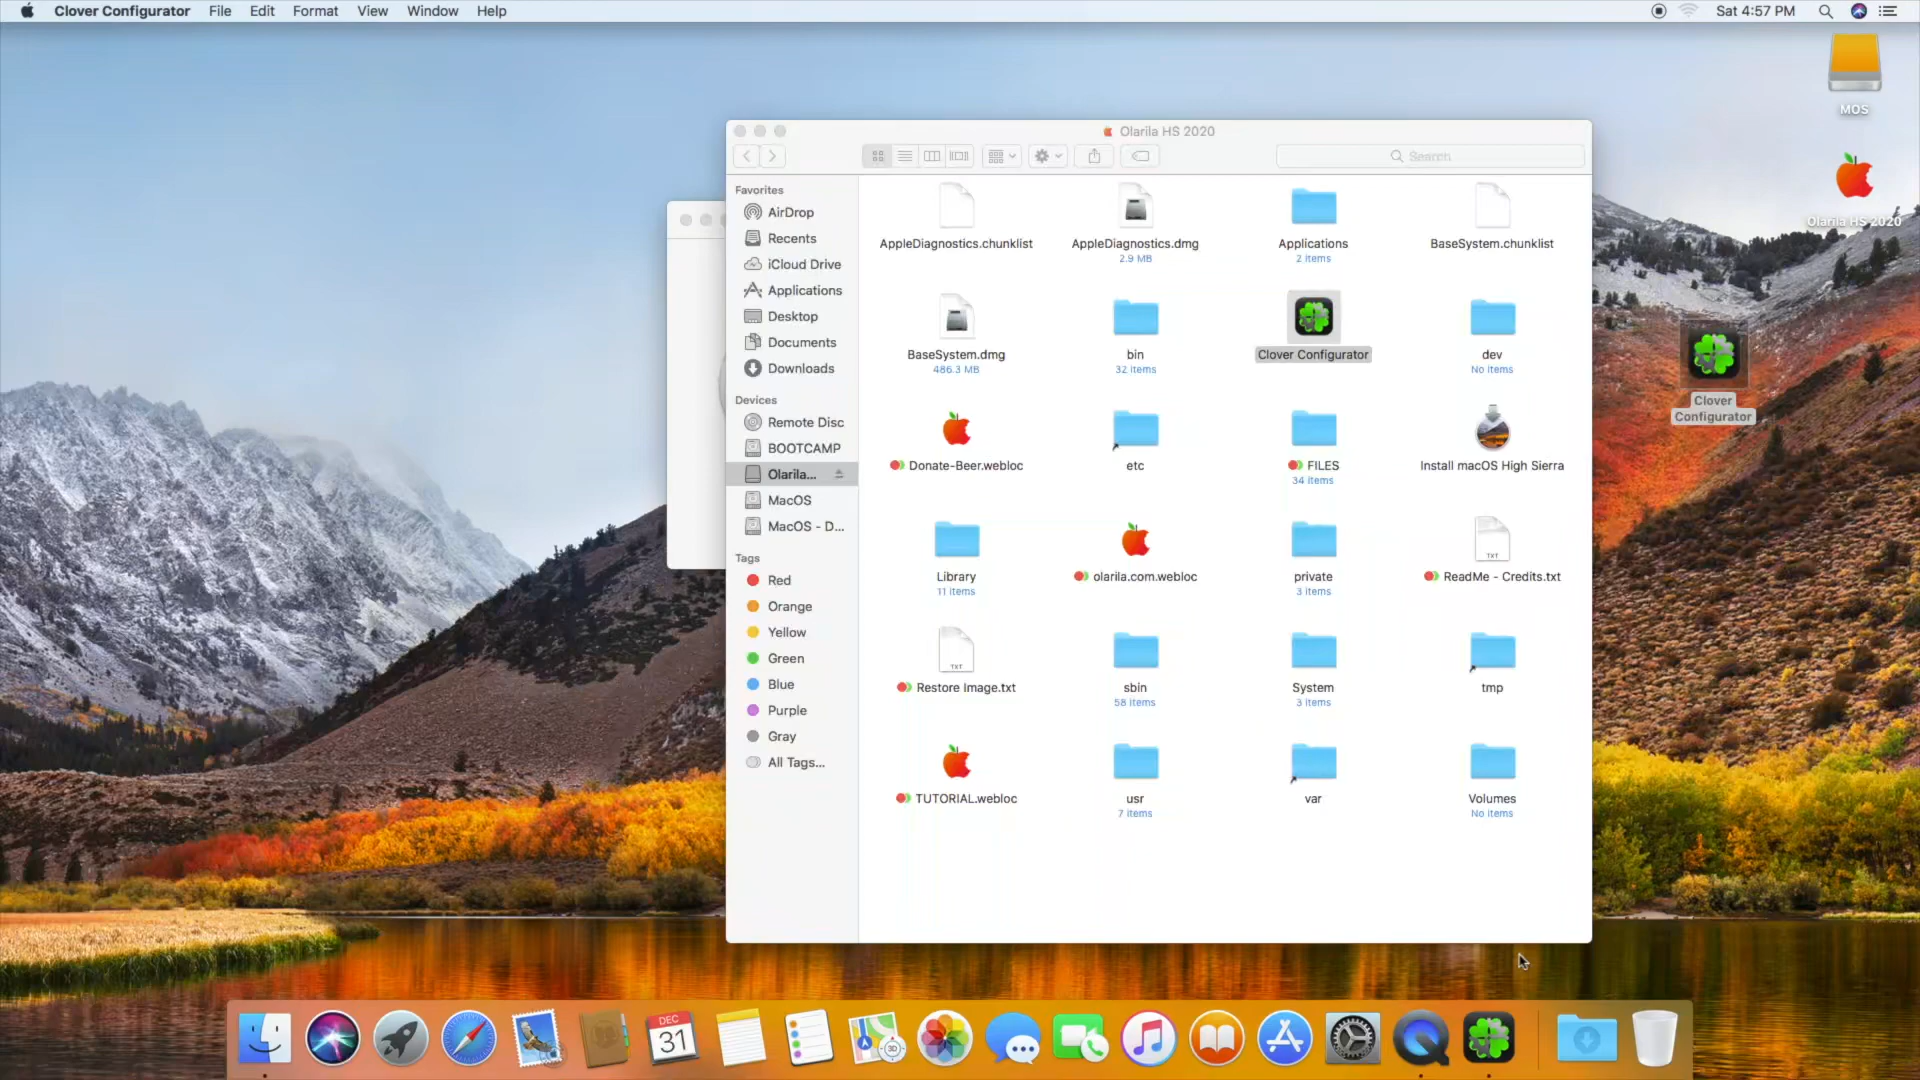 Clover Configurator File Edit Format View Window Help
Sat 4:57 PM
MOS
Olarila HS 2020
Clover
Configurator
Olarila HS 2020
Search
Favorites
AirDrop
Recents
iCloud Drive
Applications
Desktop
Documents
Downloads
Devices
Remote Disc
BOOTCAMP
Olarila...
MacOS
MacOS - D...
Tags
Red
Orange
Yellow
Green
Blue
Purple
Gray
All Tags...
AppleDiagnostics.chunklist
AppleDiagnostics.dmg
2.9 MB
Applications
2 items
BaseSystem.chunklist
BaseSystem.dmg
486.3 MB
bin
32 items
Clover Configurator
dev
No items
Donate-Beer.webloc
etc
FILES
34 items
Install macOS High Sierra
Library
11 items
olarila.com.webloc
private
3 items
TXT
ReadMe - Credits.txt
TXT
Restore Image.txt
sbin
58 items
System
3 items
tmp
TUTORIAL.webloc
usr
7 items
var
Volumes
No items
DEC
31
3D